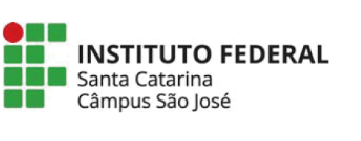 INSTITUTO FEDERAL
Santa Catarina
Câmpus São José